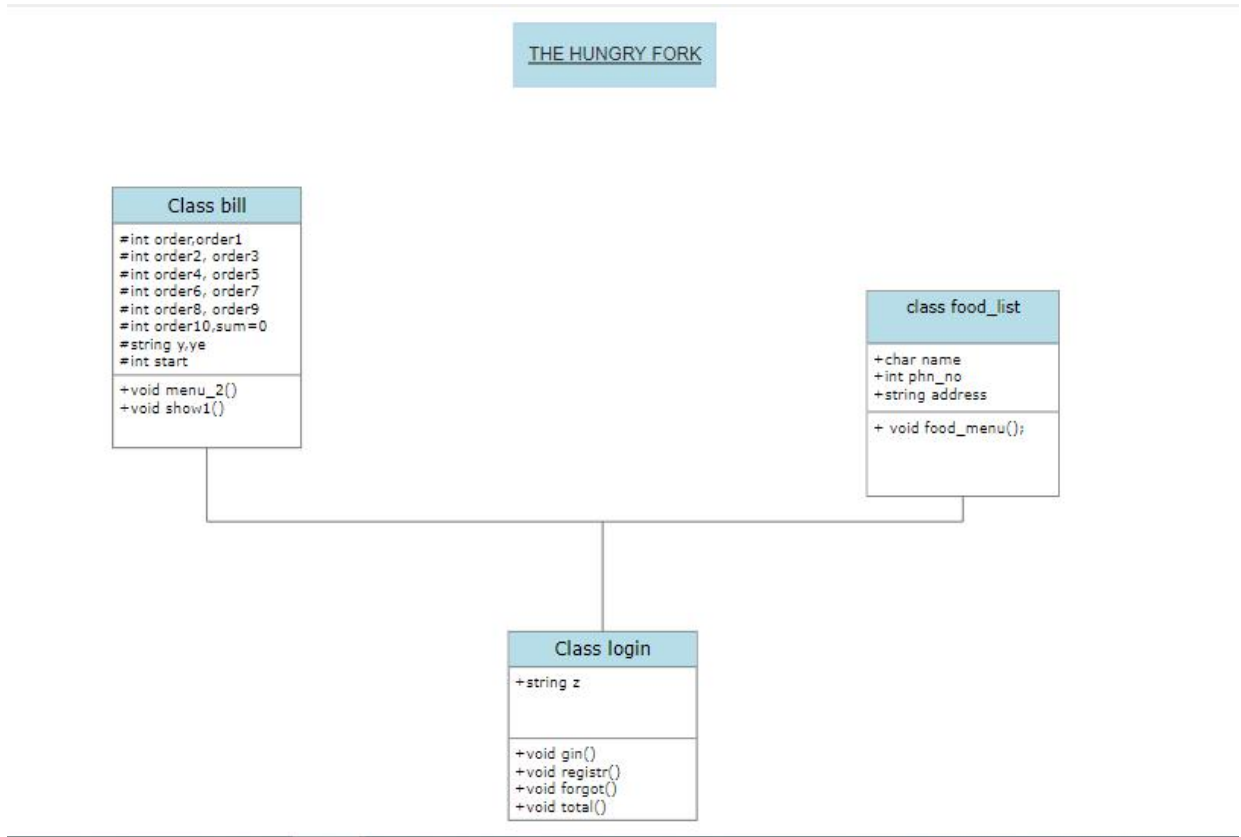 THE HUNGRY FORK
Class bill
#int order,order1
#int order2, order3
#int order4, order5
#int order6, order7
#int order8, order9
#int order10,sum=0
#string y,ye
#int start
+void menu_2()
+void show1()
class food_list
+char name
+int phn_no
+string address
+ void food_menu();
Class login
+string z
+void gin()
+void registr()
+void forgot()
+void total()